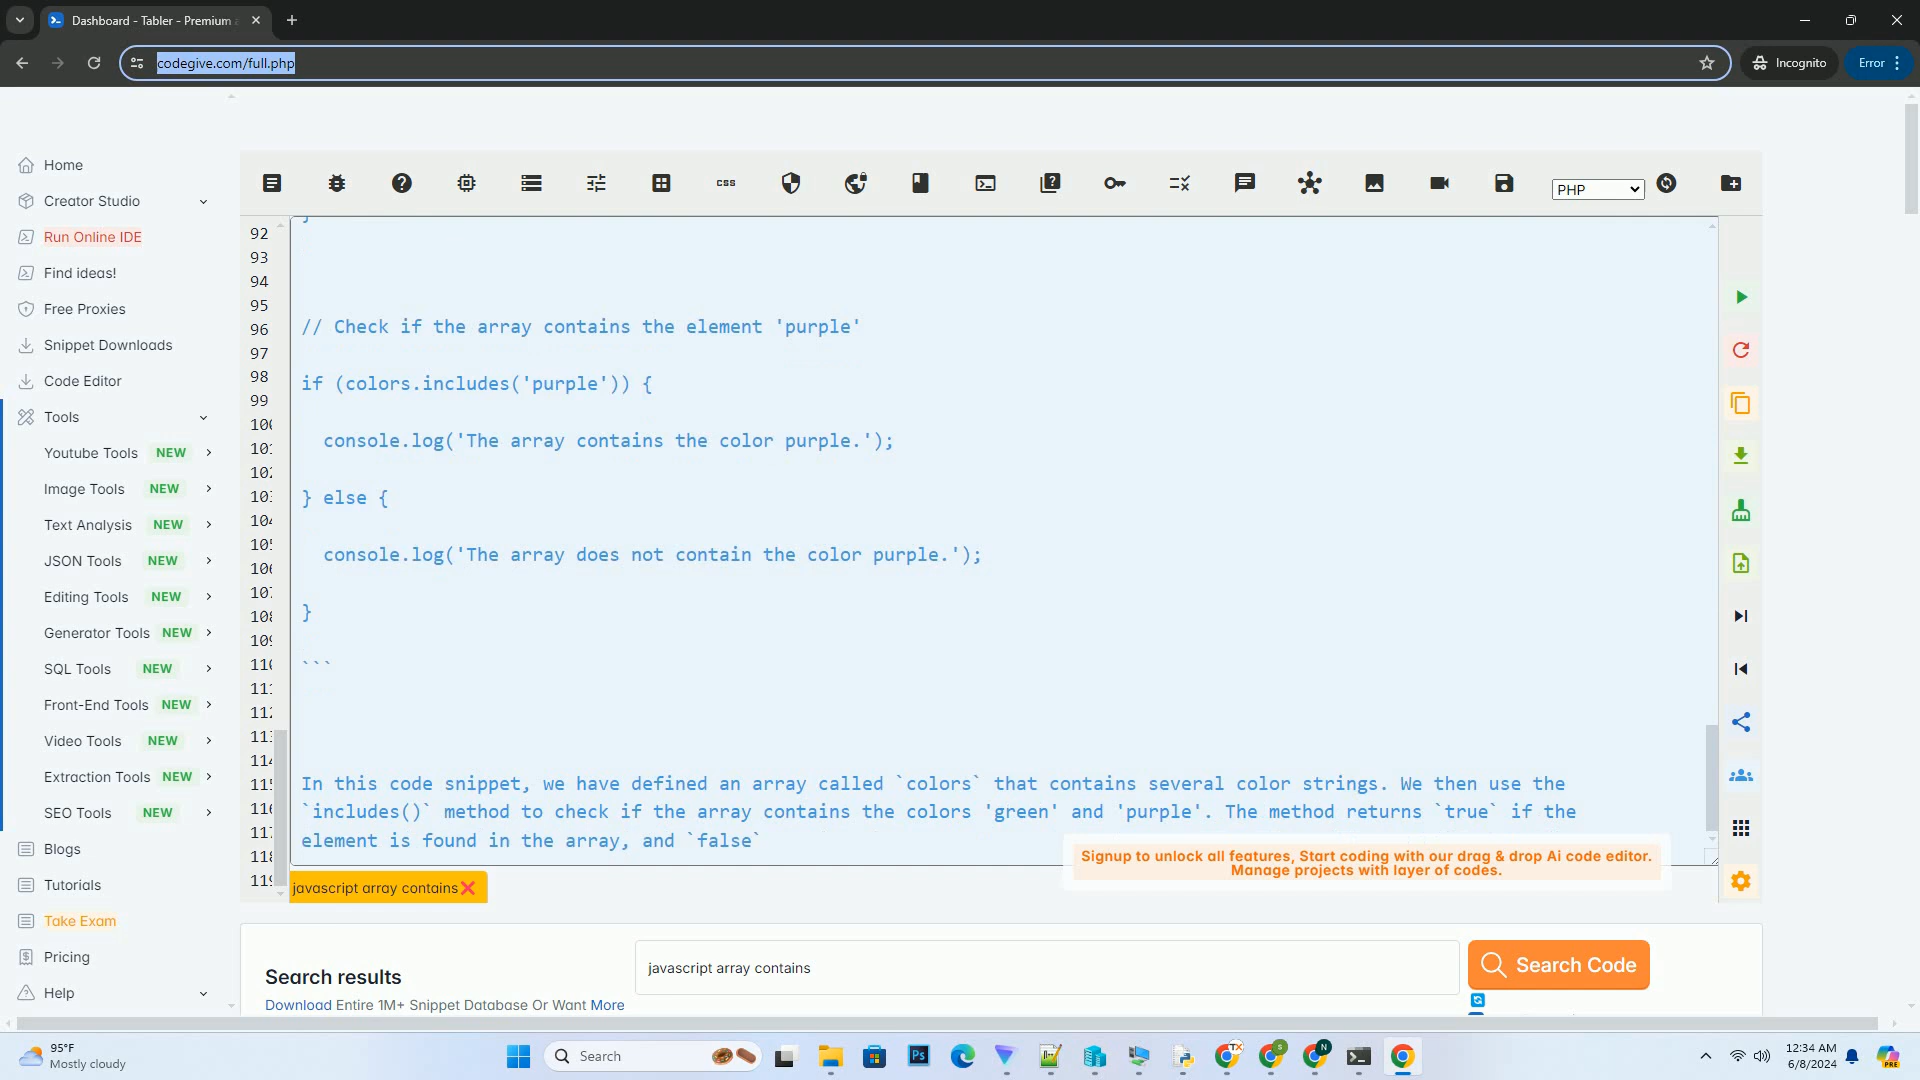 Dashboard - Tabler - Premium
codegive.com/full.php
Incognito
Error
Home
Creator Studio
Run Online IDE
Find ideas!
Free Proxies
Snippet Downloads
Code Editor
Tools
Youtube Tools NEW
Image Tools NEW
Text Analysis NEW
JSON Tools NEW
Editing Tools NEW
Generator Tools NEW
SQL Tools NEW
Front-End Tools NEW
Video Tools NEW
Extraction Tools NEW
SEO Tools NEW
Blogs
Tutorials
Take Exam
Pricing
Help
css
PHP
92
93
94
95
96
97
98
99
}
// Check if the array contains the element 'purple'
if (colors.includes('purple')) {
console.log('The array contains the color purple.');
} else {
console.log('The array does not contain the color purple.');
}
```
In this code snippet, we have defined an array called `colors` that contains several color strings. We then use the
`includes()` method to check if the array contains the colors 'green' and 'purple'. The method returns `true` if the
element is found in the array, and `false`
Signup to unlock all features, Start coding with our drag & drop Ai code editor.
Manage projects with layer of codes.
javascript array contains
Search results
Download Entire 1M+ Snippet Database Or Want More
javascript array contains
Search Code
95°F
Mostly cloudy
Search
12:34 AM
6/8/2024